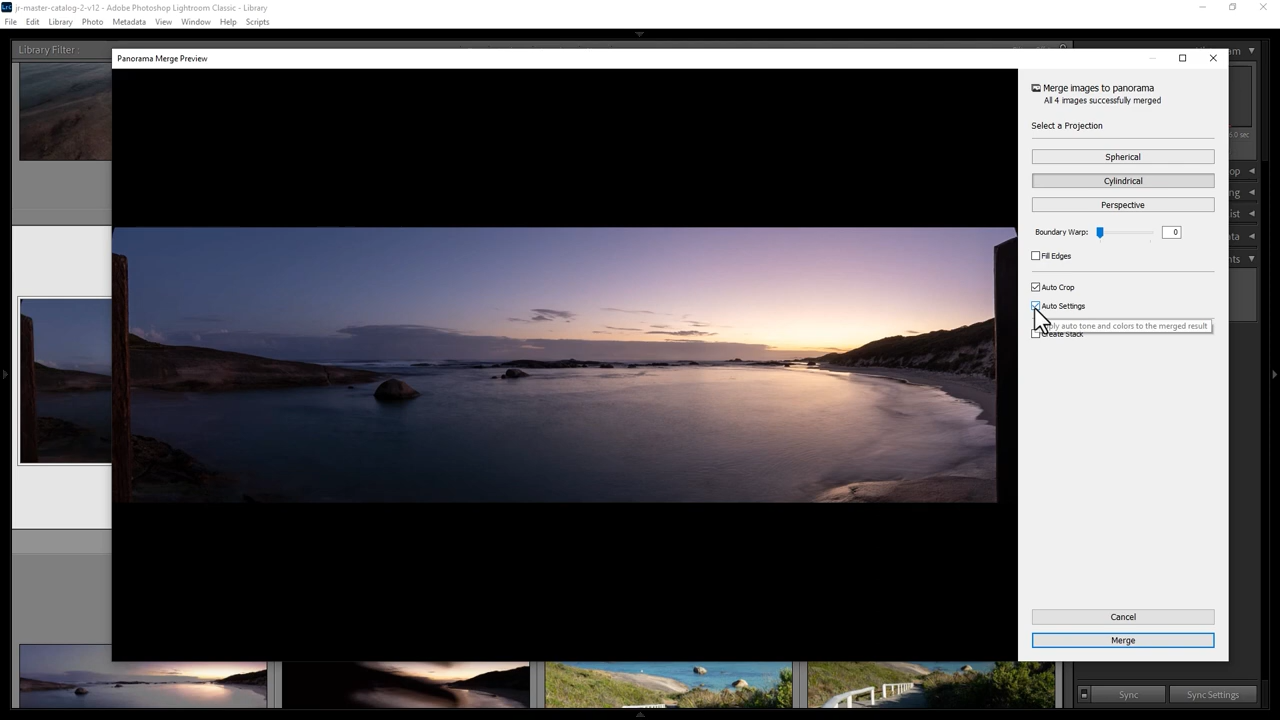 jr-master-catalog-2-v12 - Adobe Photoshop Lightroom Classic - Library
File Edit Library Photo Metadata View Window Help Scripts
Library Filter :
Panorama Merge Preview
Merge images to panorama
All 4 images successfully merged
Select a Projection
Spherical
Cylindrical
Perspective
Boundary Warp: 0
Fill Edges
Auto Crop
Auto Settings
auto tone and colors to the merged result
Create Stack
Cancel
Merge
Sync
Sync Settings